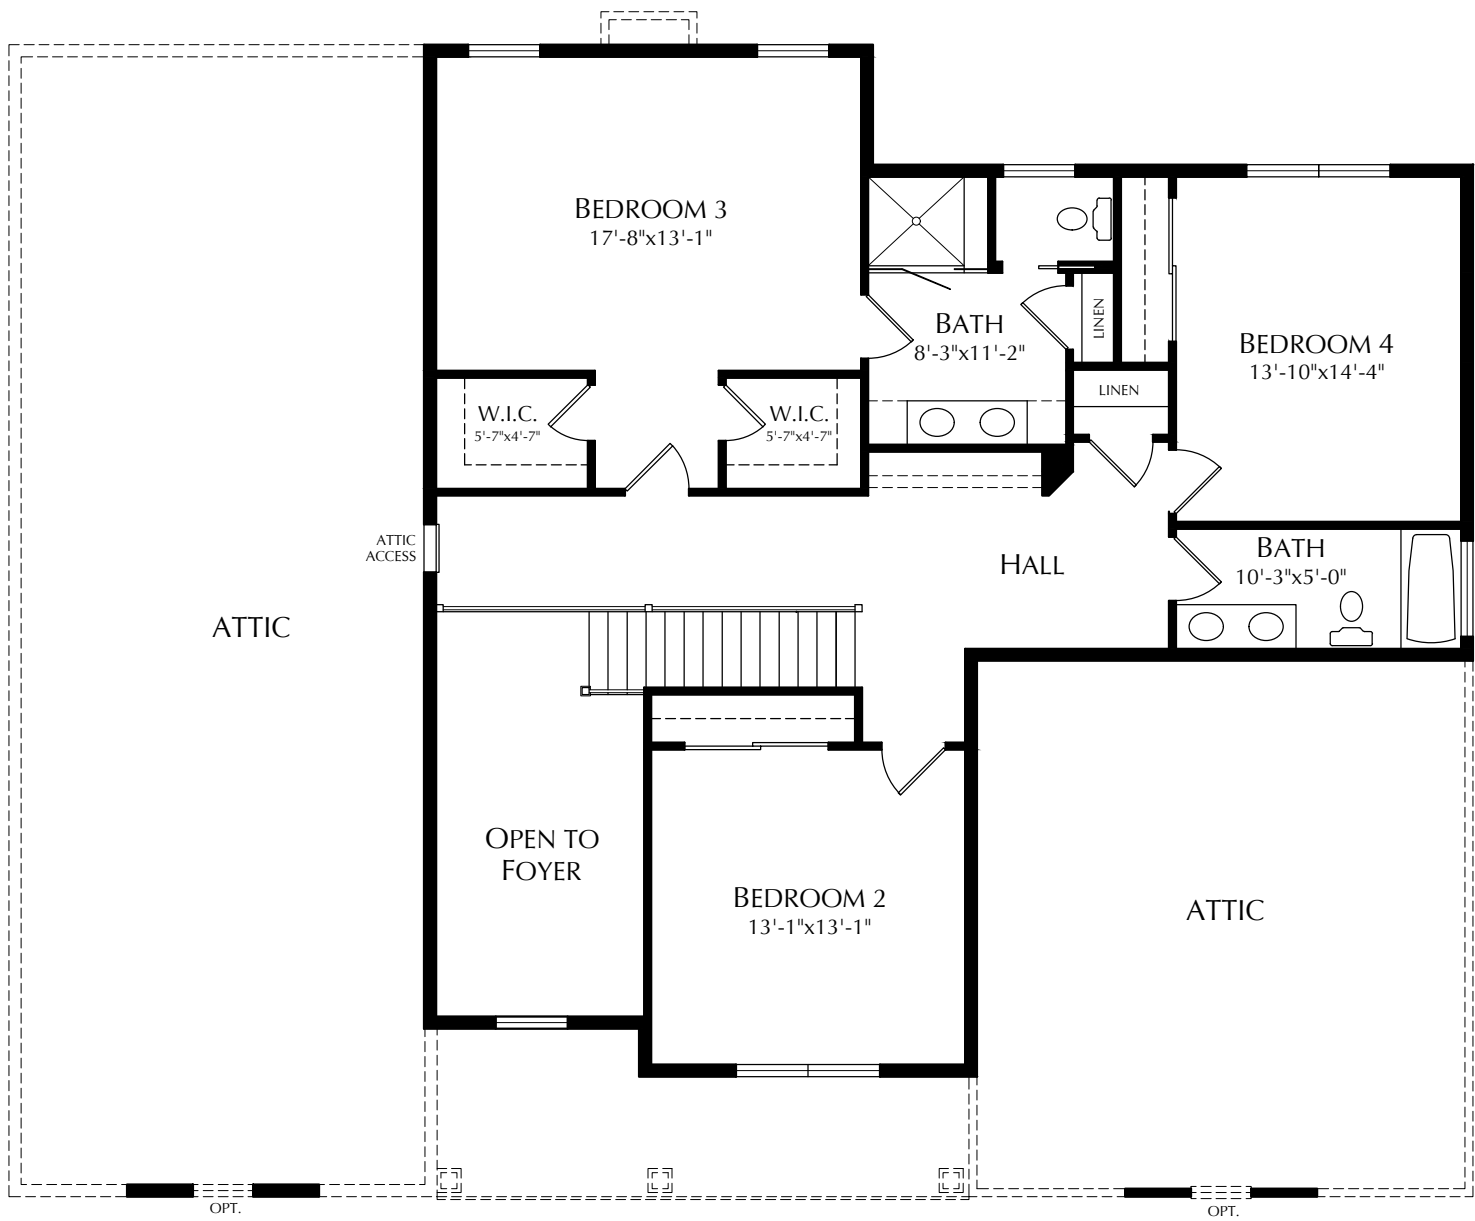 BEDROOM 3
17'-8"x13'-1"
BATH
8'-3"x11'-2"
LINEN
BEDROOM 4
13'-10"x14'-4"
LINEN
W.I.C.
5'-7"x4'-7"
W.I.C.
5'-7"x4'-7"
ATTIC
ACCESS
HALL
BATH
10'-3"x5'-0"
ATTIC
OPEN TO
FOYER
BEDROOM 2
13'-1"x13'-1"
ATTIC
OPT.
OPT.